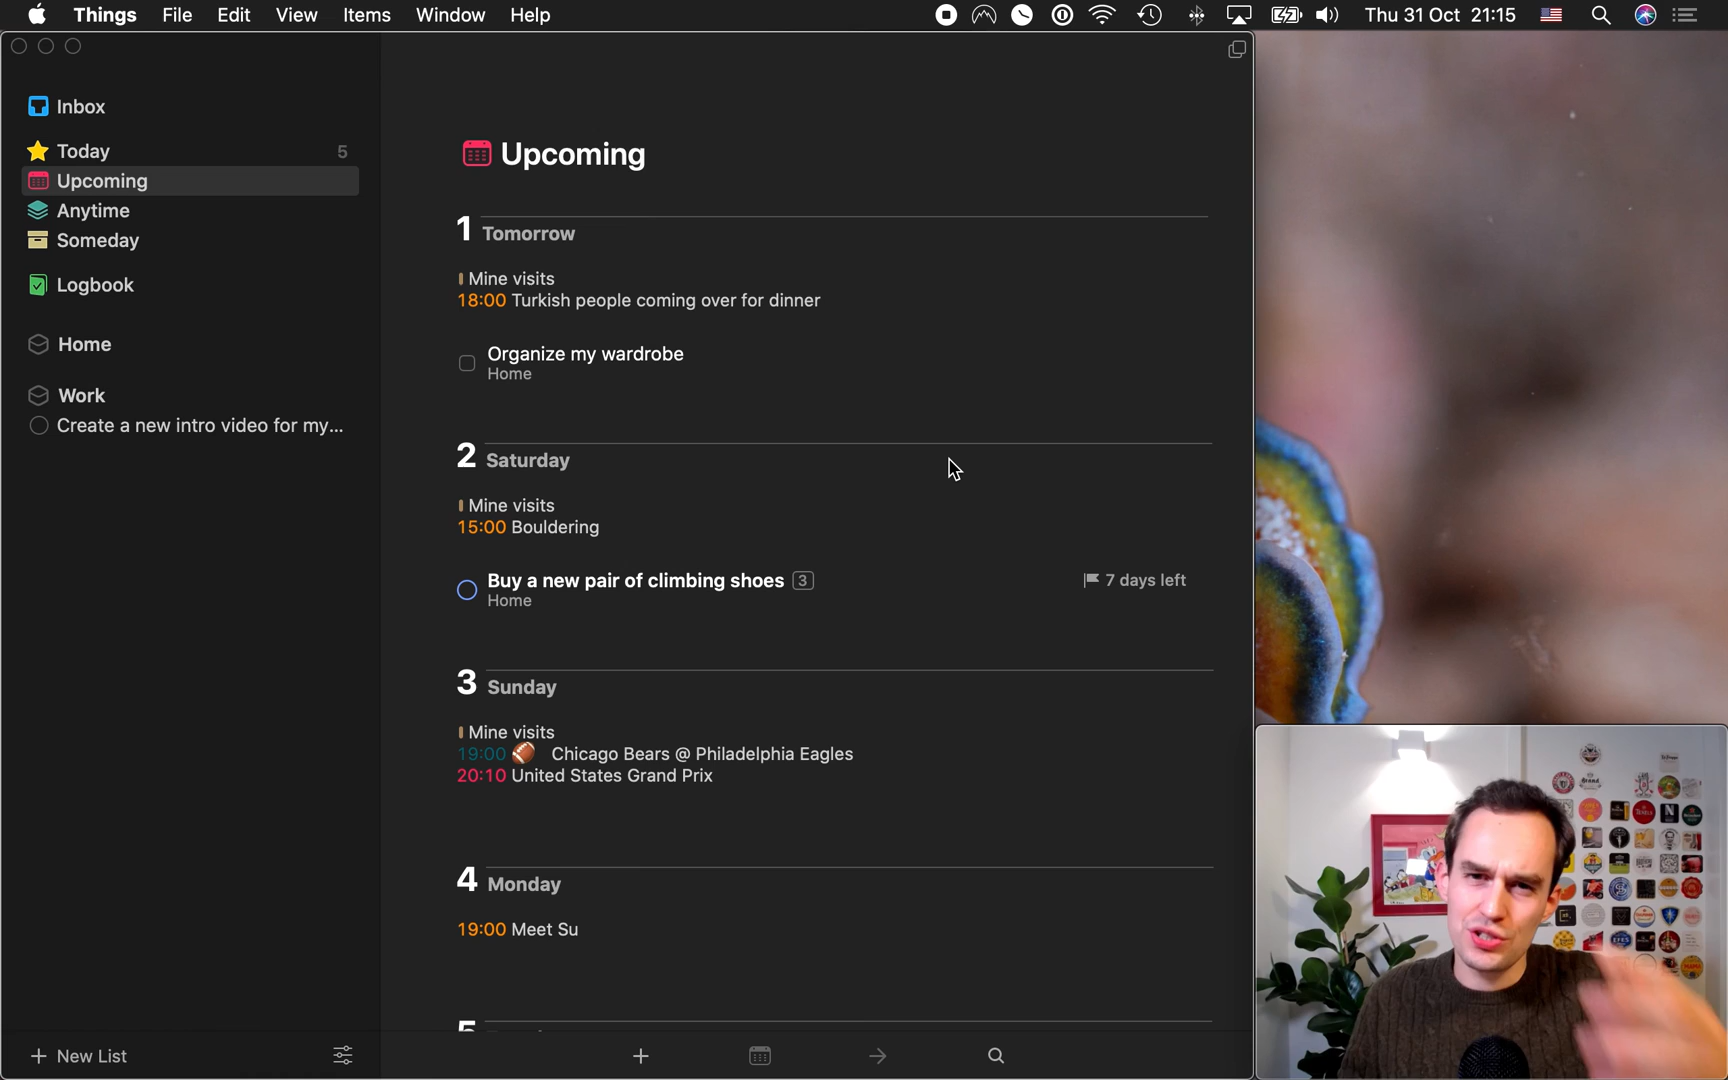 Things File Edit View Items Window Help Thu 31 Oct 21:15
Inbox
Today 5
Upcoming
Anytime
Someday
Logbook
Home
Work
Create a new intro video for my...
New List
Upcoming
1 Tomorrow
Mine visits
18:00 Turkish people coming over for dinner
Organize my wardrobe
Home
2 Saturday
Mine visits
15:00 Bouldering
Buy a new pair of climbing shoes 3 7 days left
Home
3 Sunday
Mine visits
19:00 🏈 Chicago Bears @ Philadelphia Eagles
20:10 United States Grand Prix
4 Monday
19:00 Meet Su
5